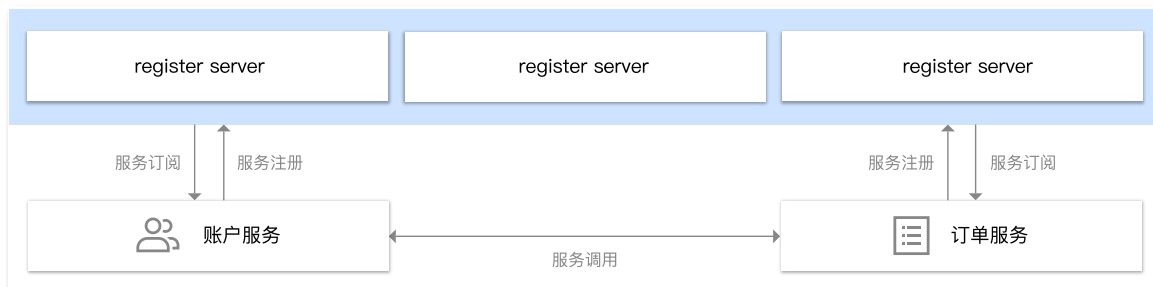 register server
register server
register server
服务订阅
服务注册
服务注册
服务订阅
账户服务
订单服务
服务调用